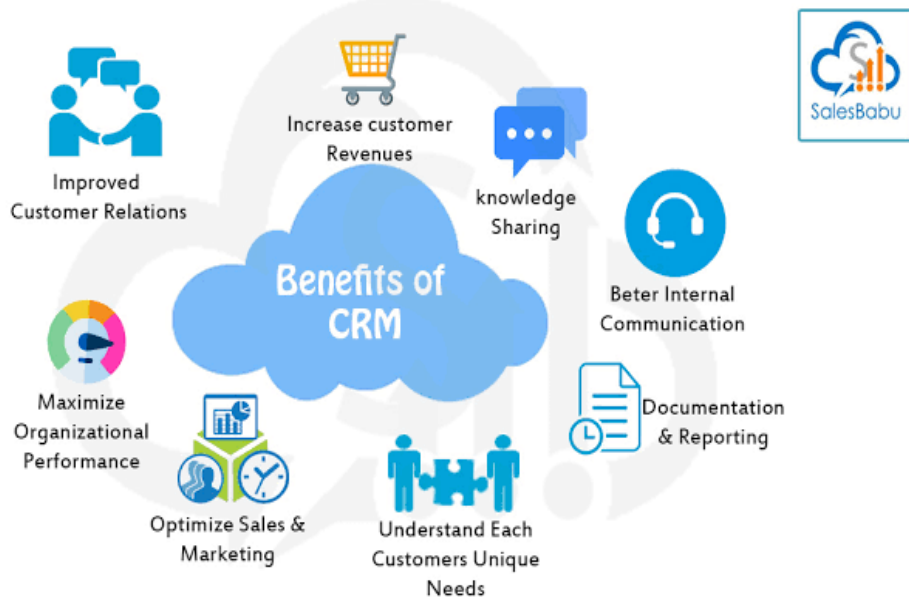 SalesBabu
Increase customer
Revenues
Improved
Customer Relations
knowledge
Sharing
Benefits of
CRM
Beter Internal
Communication
Maximize
Organizational
Performance
Documentation
& Reporting
Optimize Sales &
Marketing
Understand Each
Customers Unique
Needs